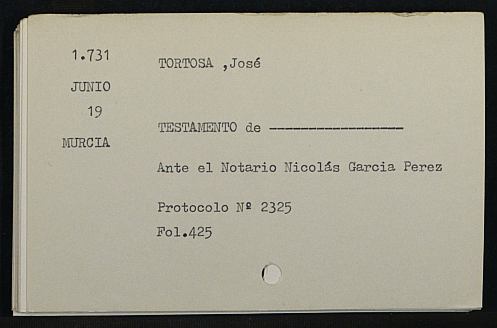 1.731
JUNIO
19
MURCIA
TORTOSA ,José
TESTAMENTO de -----------------
Ante el Notario Nicolás Garcia Perez
Protocolo Nº 2325
Fol.425